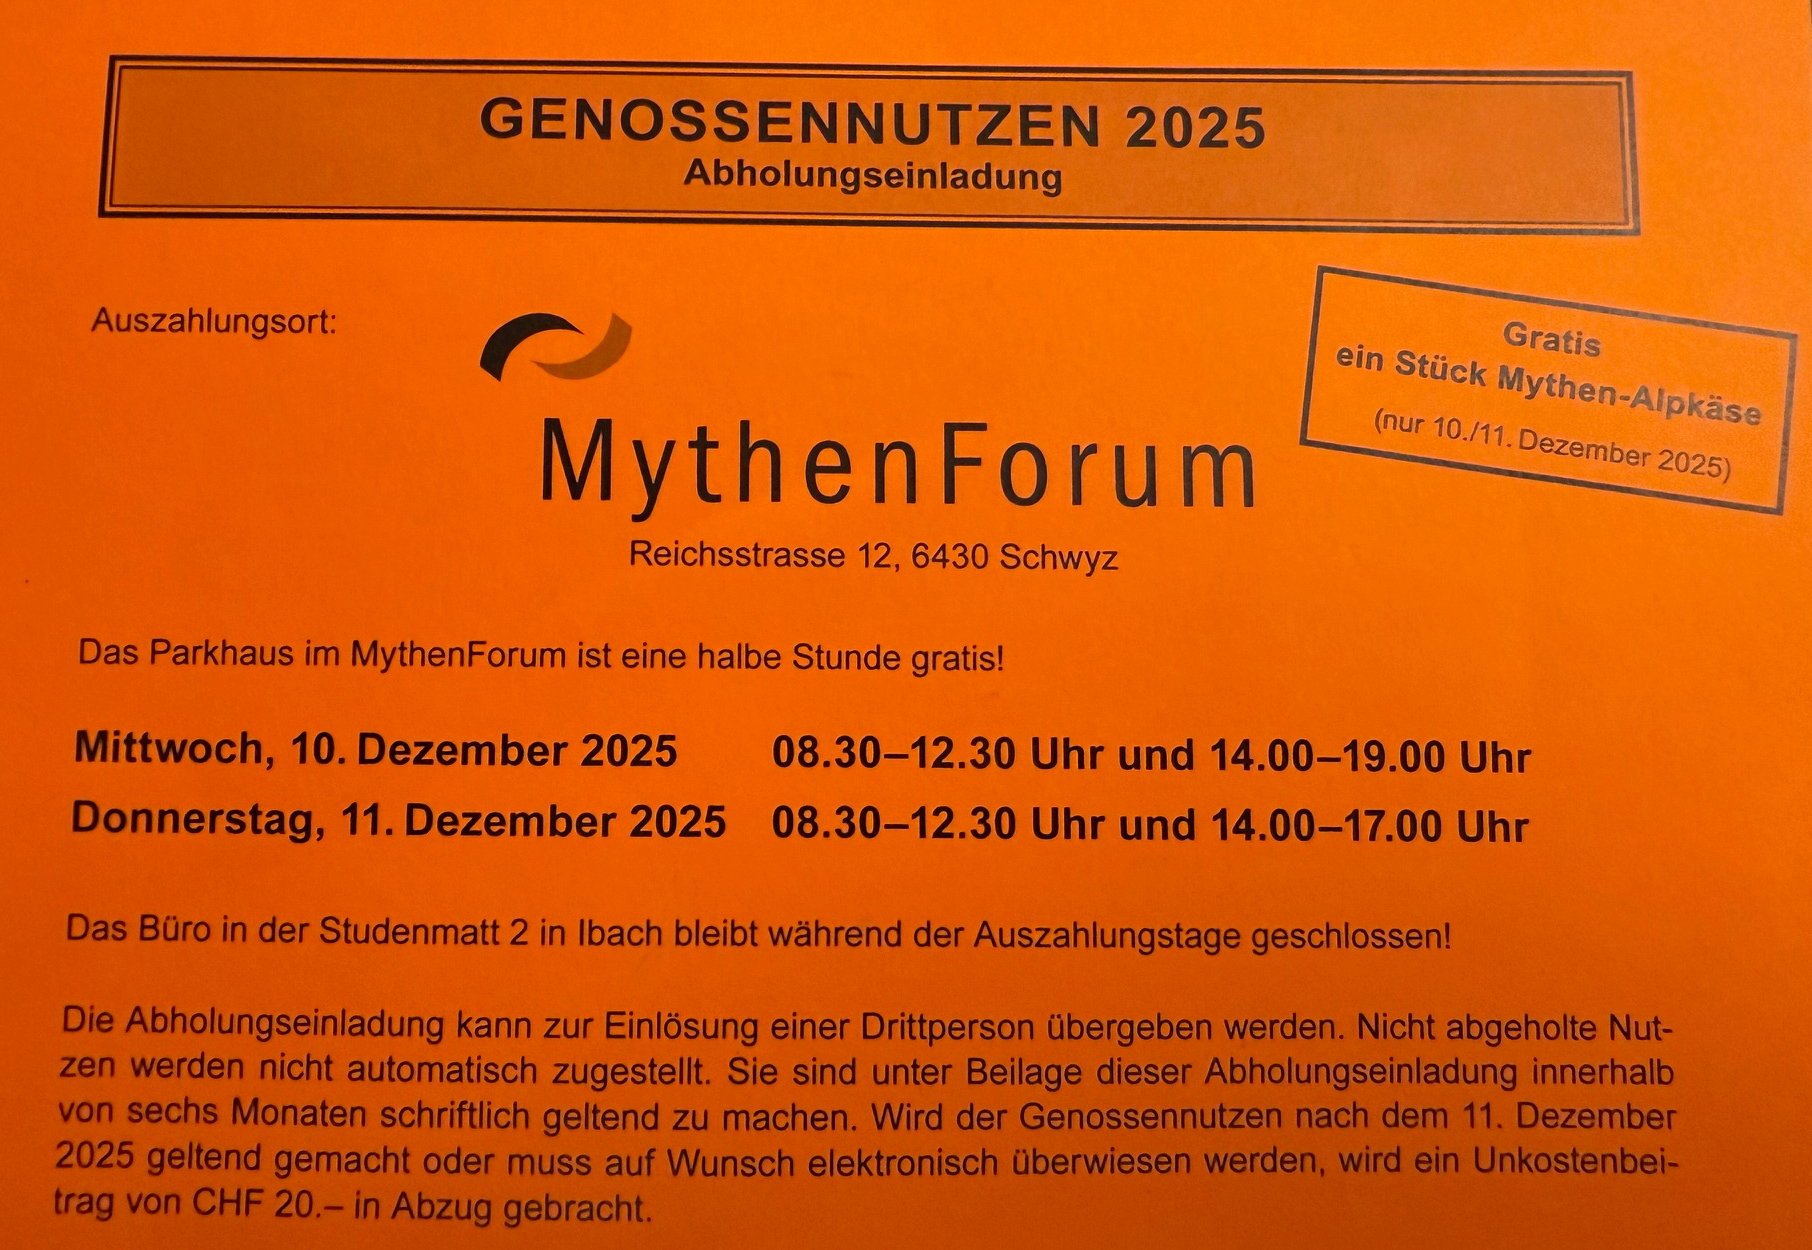 GENOSSENNUTZEN 2025
Abholungseinladung
Auszahlungsort:
Gratis
ein Stück Mythen-Alpkäse
(nur 10./11. Dezember 2025)
MythenForum
Reichsstrasse 12, 6430 Schwyz
Das Parkhaus im MythenForum ist eine halbe Stunde gratis!
Mittwoch, 10. Dezember 2025 08.30–12.30 Uhr und 14.00–19.00 Uhr
Donnerstag, 11. Dezember 2025 08.30–12.30 Uhr und 14.00–17.00 Uhr
Das Büro in der Studenmatt 2 in Ibach bleibt während der Auszahlungstage geschlossen!
Die Abholungseinladung kann zur Einlösung einer Drittperson übergeben werden. Nicht abgeholte Nut-
zen werden nicht automatisch zugestellt. Sie sind unter Beilage dieser Abholungseinladung innerhalb
von sechs Monaten schriftlich geltend zu machen. Wird der Genossennutzen nach dem 11. Dezember
2025 geltend gemacht oder muss auf Wunsch elektronisch überwiesen werden, wird ein Unkostenbei-
trag von CHF 20.– in Abzug gebracht.